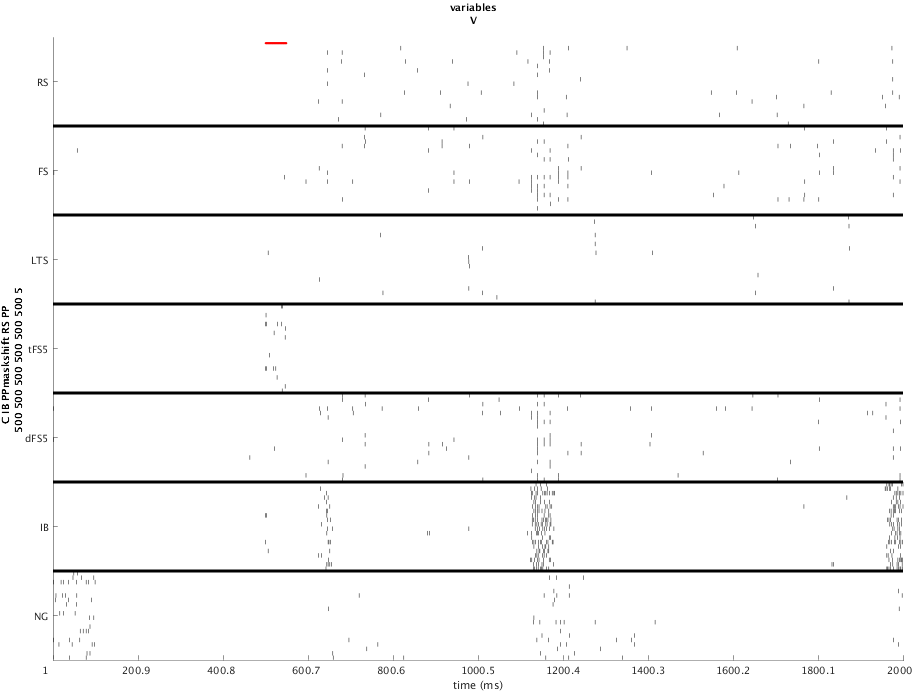 variables
V
RS
FS
LTS
tFS5
dFS5
IB
NG
C IB PPmaskshift RS PP
500 500 500 500 500 500 5
1
200.9
400.8
600.7
800.6
1000.5
1200.4
1400.3
1600.2
1800.1
2000
time (ms)